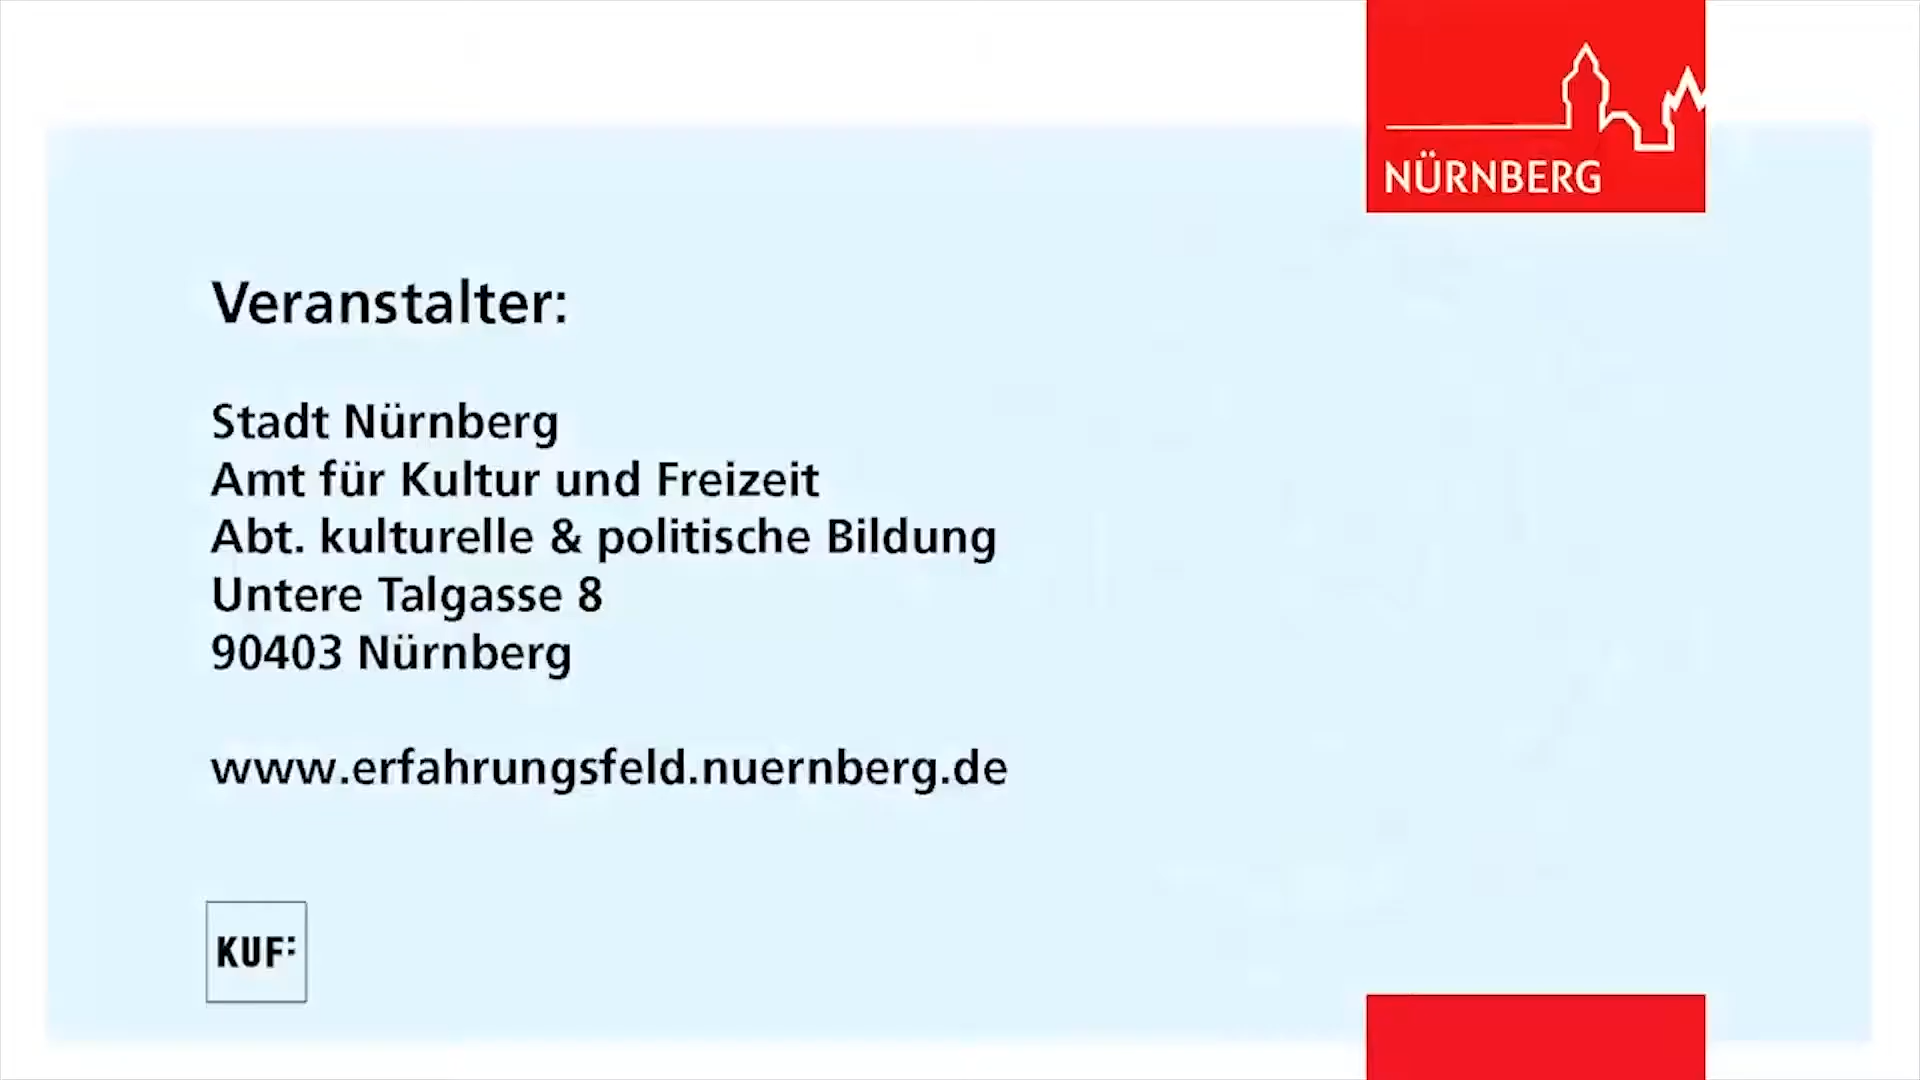 NÜRNBERG
Veranstalter:
Stadt Nürnberg
Amt für Kultur und Freizeit
Abt. kulturelle & politische Bildung
Untere Talgasse 8
90403 Nürnberg
www.erfahrungsfeld.nuernberg.de
KUF: